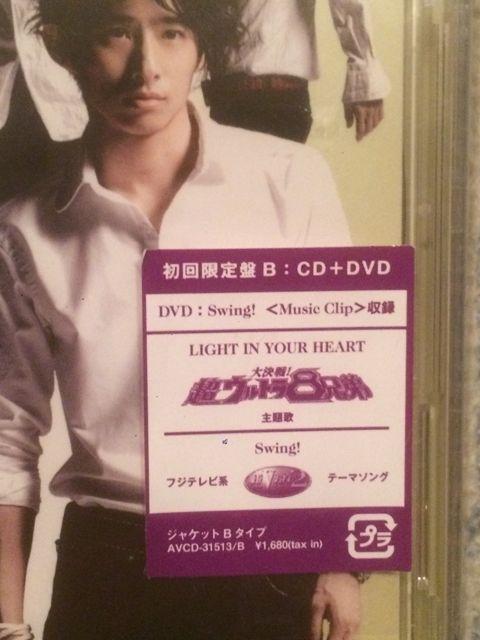 初回限定盤 B：CD＋DVD
DVD：Swing! ＜Music Clip＞収録
LIGHT IN YOUR HEART
大決戦!
超ウルトラ8兄弟
主題歌
Swing!
フジテレビ系 テーマソング
ジャケットBタイプ
AVCD-31513/B ¥1,680(tax in)
プラ